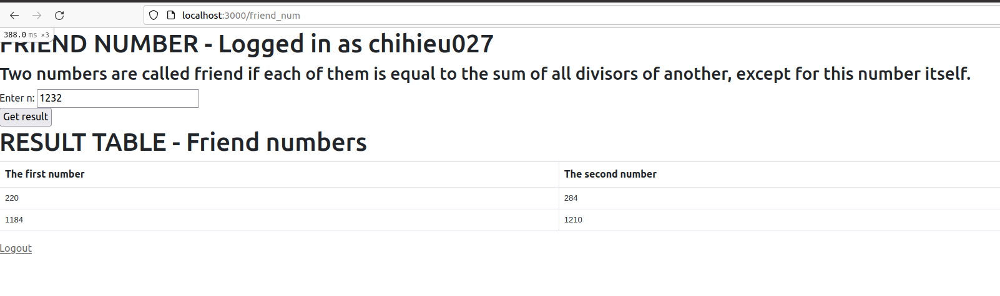 localhost:3000/friend_num
388.0 ms ×3
FRIEND NUMBER - Logged in as chihieu027
Two numbers are called friend if each of them is equal to the sum of all divisors of another, except for this number itself.
Enter n: 1232
Get result
RESULT TABLE - Friend numbers
The first number The second number
220 284
1184 1210
Logout